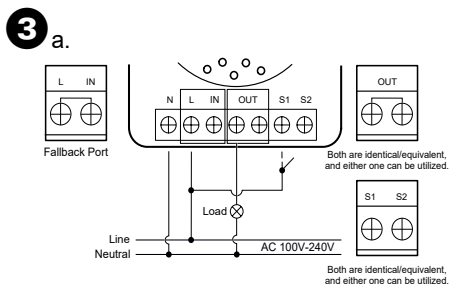 3 a.
L IN
Fallback Port
N L IN OUT S1 S2
OUT
Both are identical/equivalent,
and either one can be utilized.
Load
S1 S2
Line
Neutral
AC 100V-240V
Both are identical/equivalent,
and either one can be utilized.